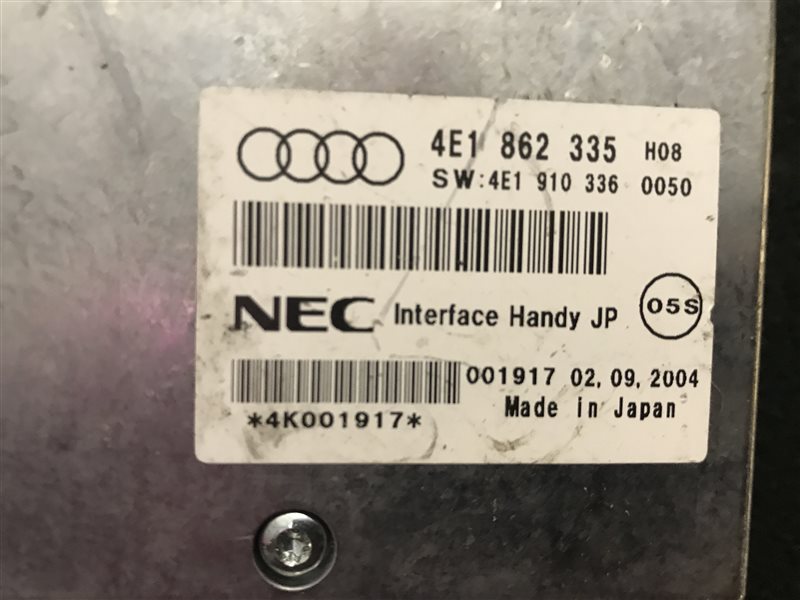 4E1 862 335 H08
SW:4E1 910 336 0050
NEC Interface Handy JP 05S
001917 02,09,2004
*4K001917* Made in Japan